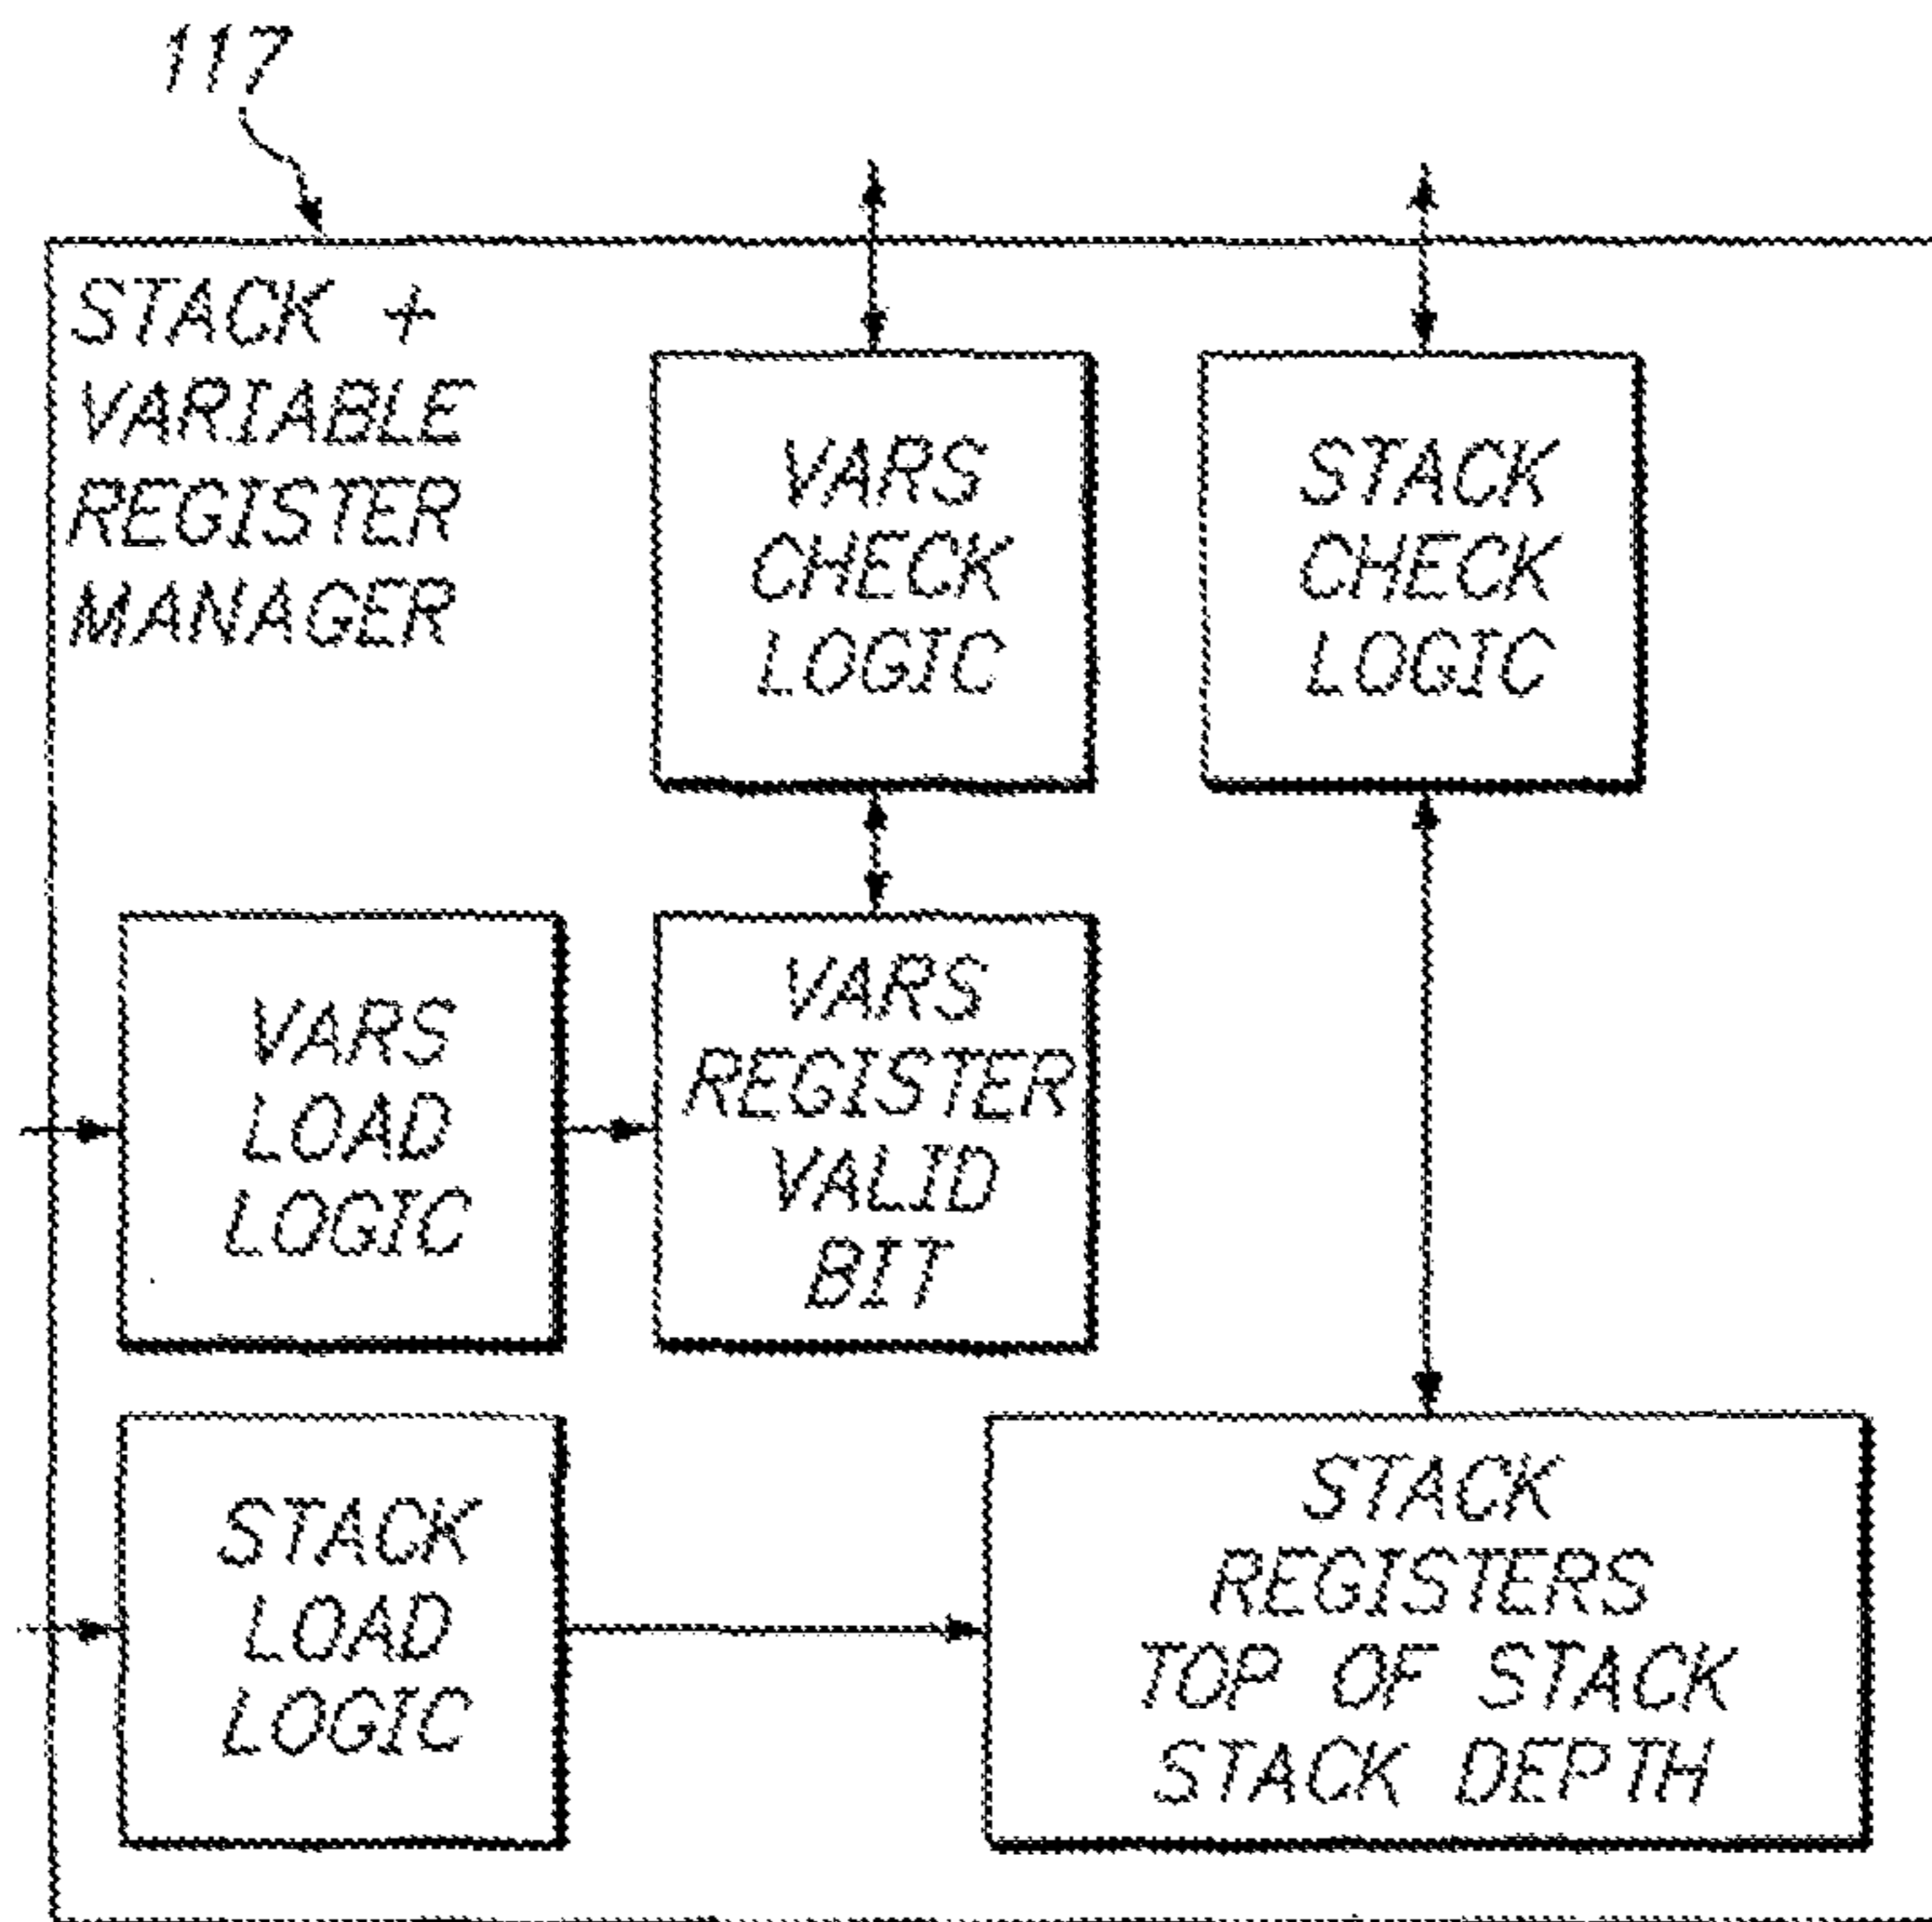 117
STACK +
VARIABLE
REGISTER
MANAGER
VARS
CHECK
LOGIC
STACK
CHECK
LOGIC
VARS
LOAD
LOGIC
VARS
REGISTER
VALID
BIT
STACK
LOAD
LOGIC
STACK
REGISTERS
TOP OF STACK
STACK DEPTH